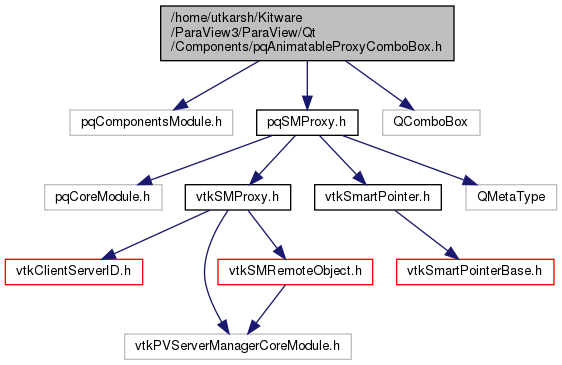 /home/utkarsh/Kitware
/ParaView3/ParaView/Qt
/Components/pqAnimatableProxyComboBox.h
pqComponentsModule.h
pqSMProxy.h
QComboBox
pqCoreModule.h
vtkSMProxy.h
vtkSmartPointer.h
QMetaType
vtkClientServerID.h
vtkSMRemoteObject.h
vtkSmartPointerBase.h
vtkPVServerManagerCoreModule.h